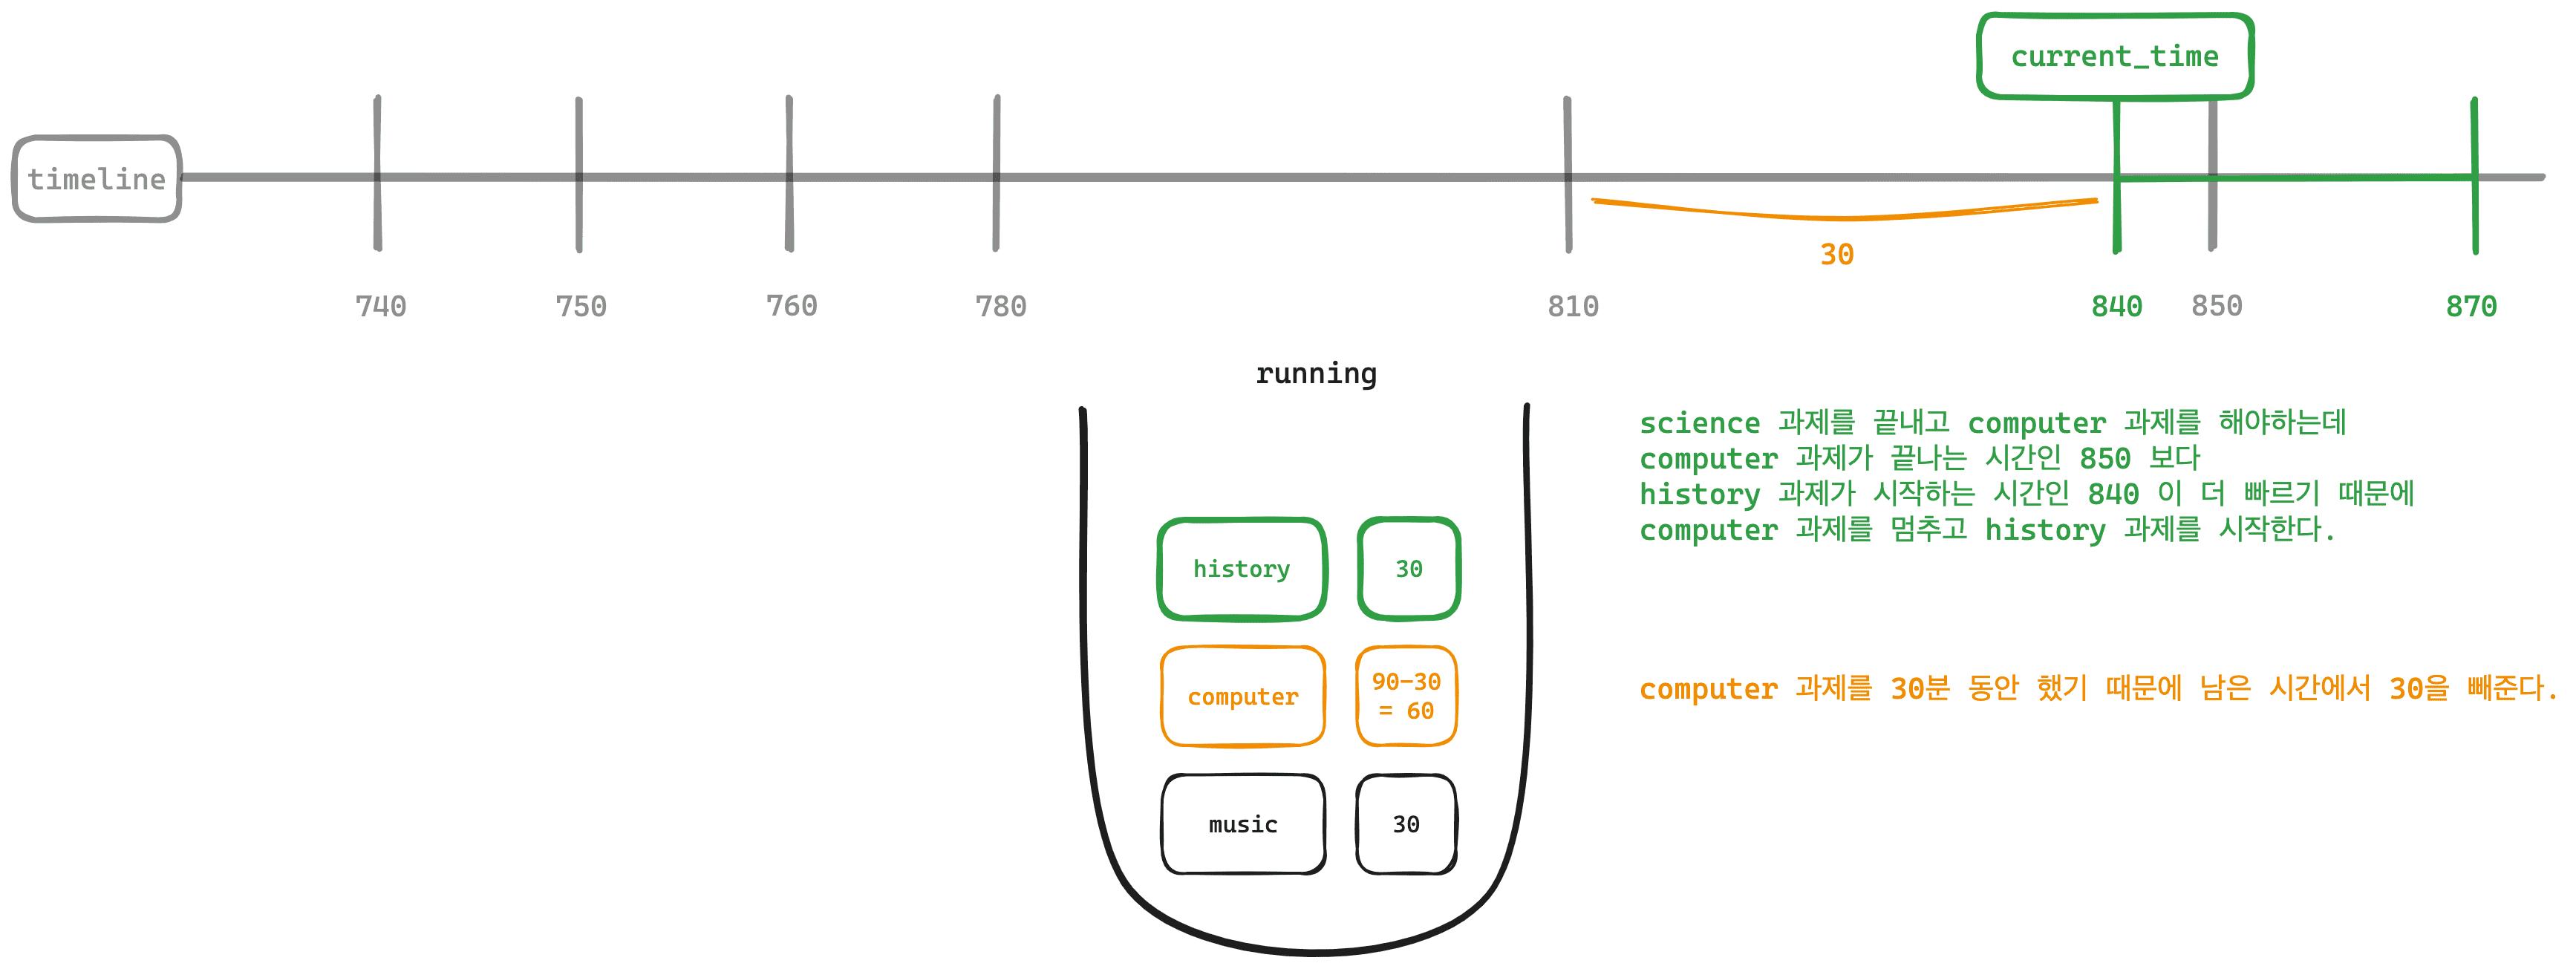 current_time
timeline
30
740
750
760
780
810
840
850
870
running
science 과제를 끝내고 computer 과제를 해야하는데
computer 과제가 끝나는 시간인 850 보다
history 과제가 시작하는 시간인 840 이 더 빠르기 때문에
computer 과제를 멈추고 history 과제를 시작한다.
history
30
computer
90-30
= 60
computer 과제를 30분 동안 했기 때문에 남은 시간에서 30을 빼준다.
music
30